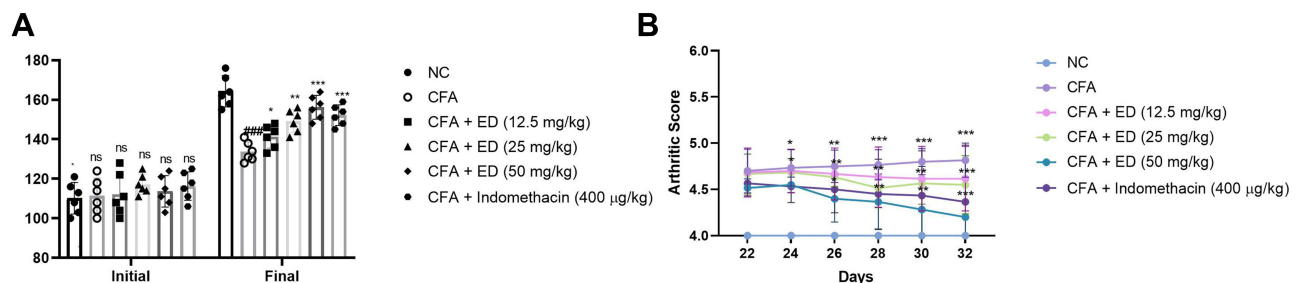 A
180
160
140
120
100
80
ns
ns
ns
ns
ns
###
*
**
***
***
Initial
Final
NC
CFA
CFA + ED (12.5 mg/kg)
CFA + ED (25 mg/kg)
CFA + ED (50 mg/kg)
CFA + Indomethacin (400 µg/kg)
B
Arthritic Score
6.0
5.5
5.0
4.5
4.0
* ** *** *** ***
* ** ** ** ***
* ** ** ***
22 24 26 28 30 32
Days
NC
CFA
CFA + ED (12.5 mg/kg)
CFA + ED (25 mg/kg)
CFA + ED (50 mg/kg)
CFA + Indomethacin (400 µg/kg)